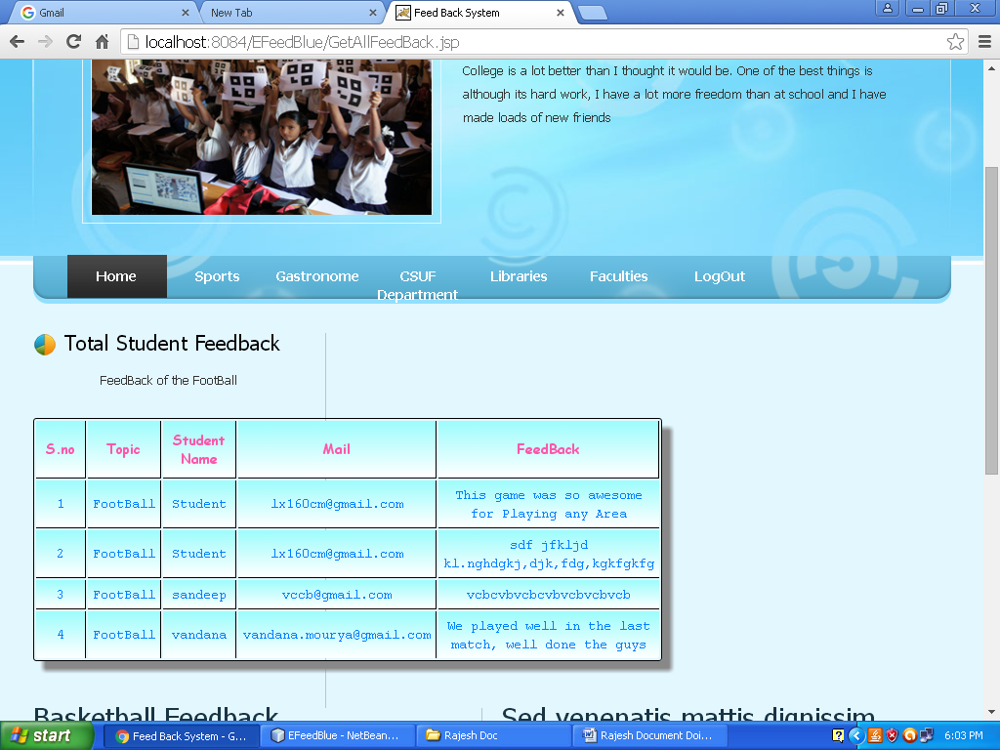 Gmail
New Tab
Feed Back System
localhost:8084/EFeedBlue/GetAllFeedBack.jsp
College is a lot better than I thought it would be. One of the best things is
although its hard work, I have a lot more freedom than at school and I have
made loads of new friends
Home Sports Gastronome CSUF Department Libraries Faculties LogOut
Total Student Feedback
FeedBack of the FootBall
S.no Topic Student Name Mail FeedBack
1 FootBall Student lx160cm@gmail.com This game was so awesome
for Playing any Area
2 FootBall Student lx160cm@gmail.com sdf jfkljd
kl.nghdgkj,djk,fdg,kgkfgkfg
3 FootBall sandeep vccb@gmail.com vcbcvbvcbcvbvcbvcbvcb
4 FootBall vandana vandana.mourya@gmail.com We played well in the last
match, well done the guys
Basketball Feedback
Sed venenatis mattis dignissim
start
Feed Back System - G...
EFeedBlue - NetBean...
Rajesh Doc
Rajesh Document Doi...
6:03 PM